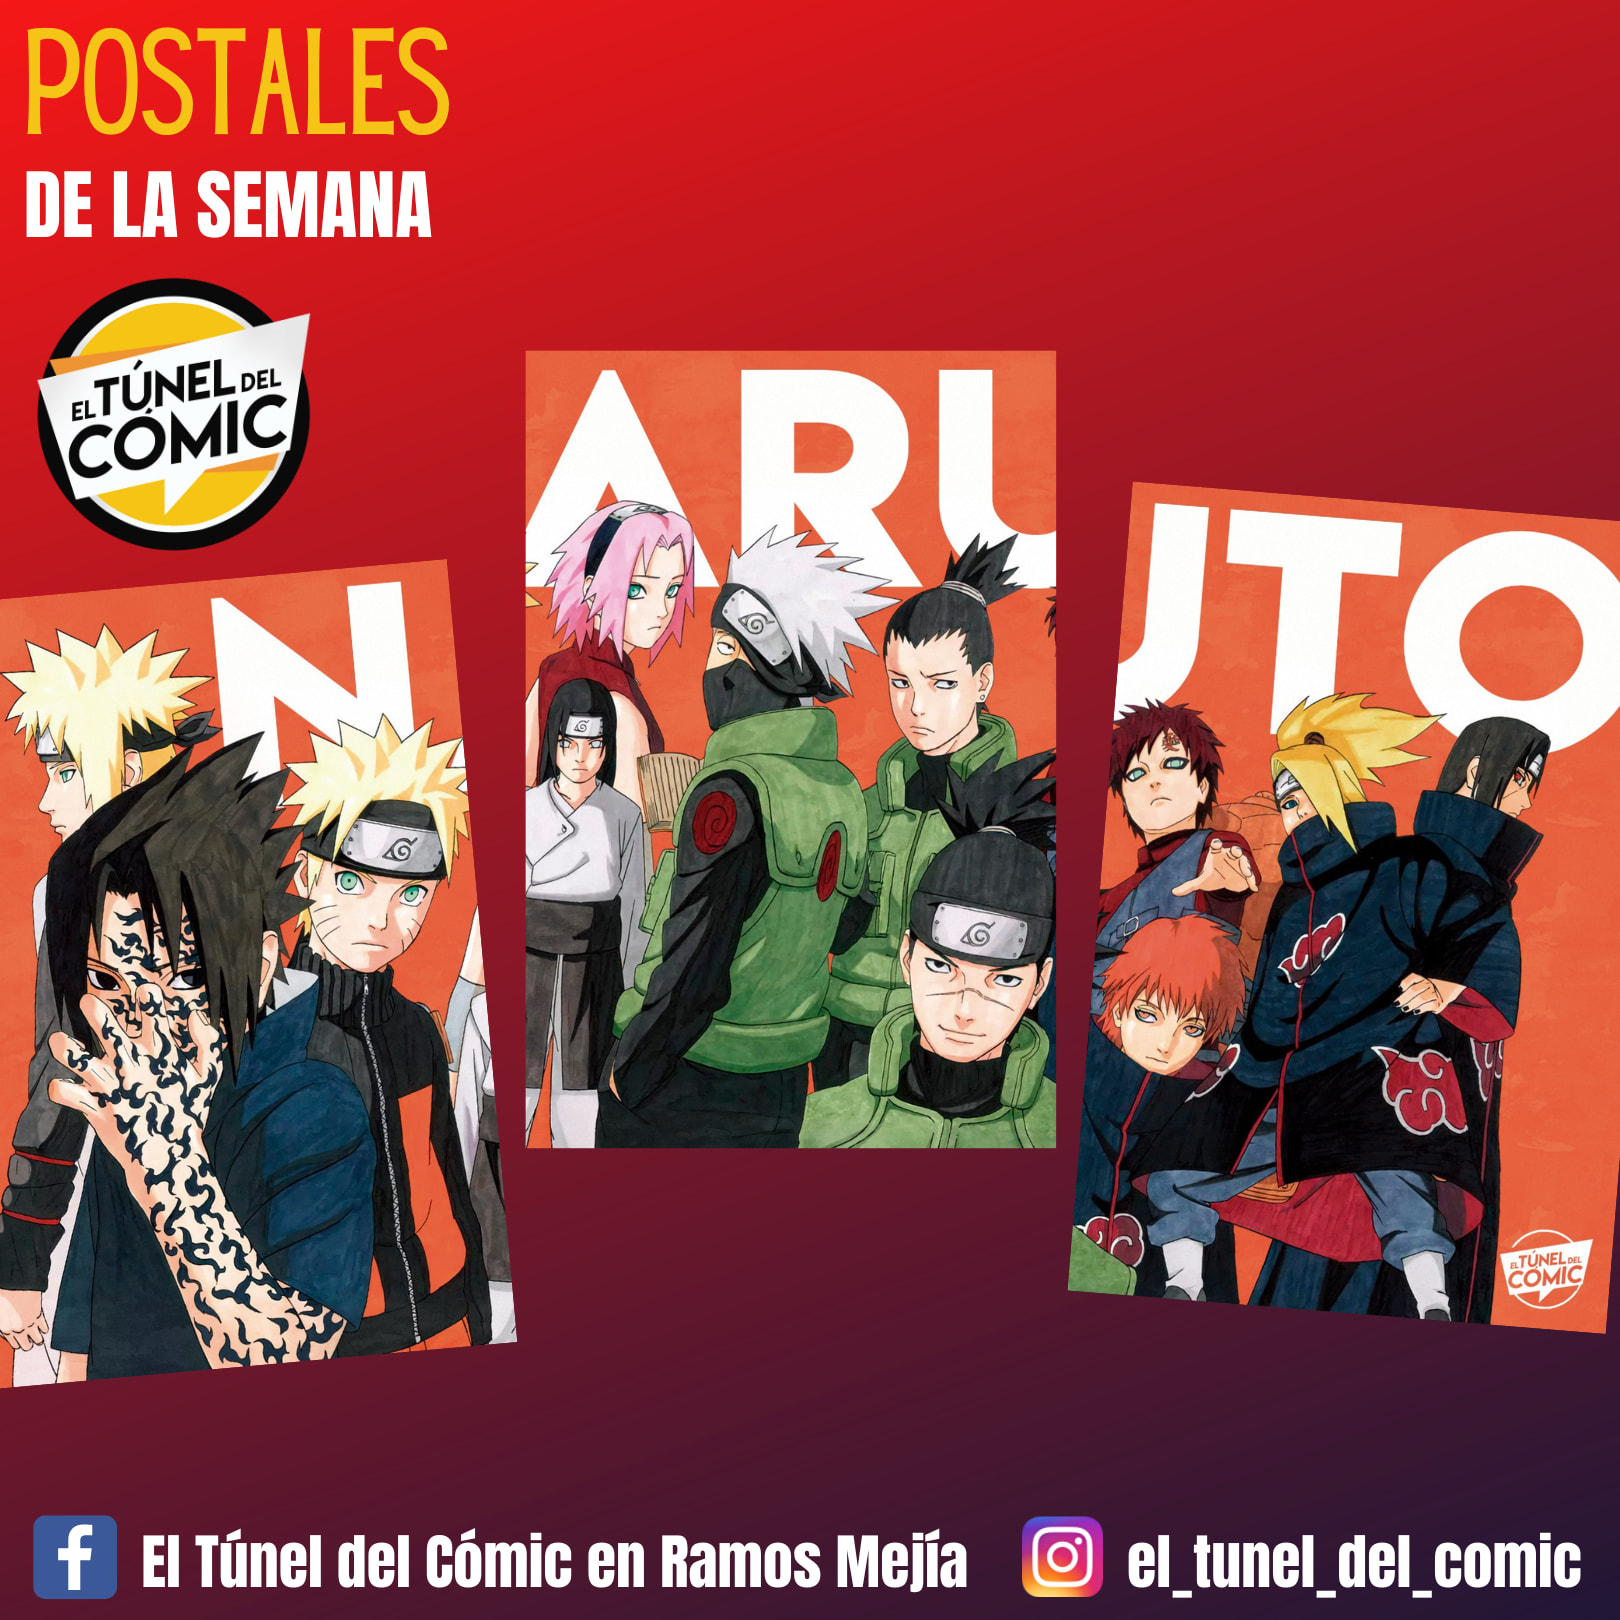 POSTALES
DE LA SEMANA
EL TÚNEL DEL
CÓMIC
N
ARU
UTO
EL TÚNEL DEL
CÓMIC
El Túnel del Cómic en Ramos Mejía
el_tunel_del_comic